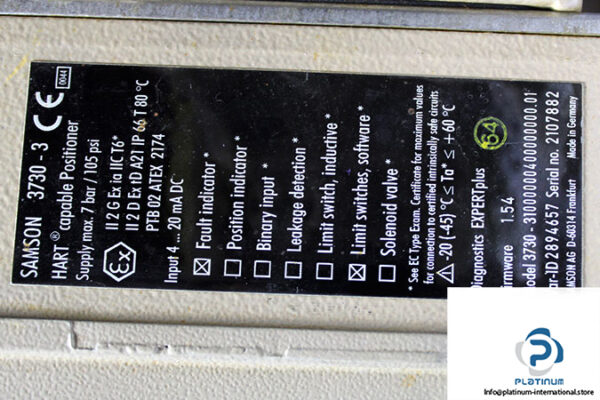 SAMSON 3730 - 3
HART® capable Positioner
Supply max. 7 bar / 105 psi
CE 0044
Ex
II 2 G Ex ia IIC T6*
II 2 D Ex tD A21 IP 66 T 80 °C
PTB 02 ATEX 2174
Input 4 ... 20 mA DC
☒ Fault indicator *
☐ Position indicator *
☐ Binary input *
☐ Leakage detection *
☐ Limit switch, inductive *
☒ Limit switches, software *
☐ Solenoid valve *
* See EC Type Exam. Certificate for maximum values
for connection to certified intrinsically safe circuits
-20 (-45) °C ≤ Ta* ≤ +60 °C
Diagnostics EXPERTplus
64
Firmware 1.54
Model 3730 - 31000000400000000.01
Var-ID 2894657 Serial no. 2107882
SAMSON AG D-60314 Frankfurt Made in Germany
PLATINUM
Info@platinum-international.store